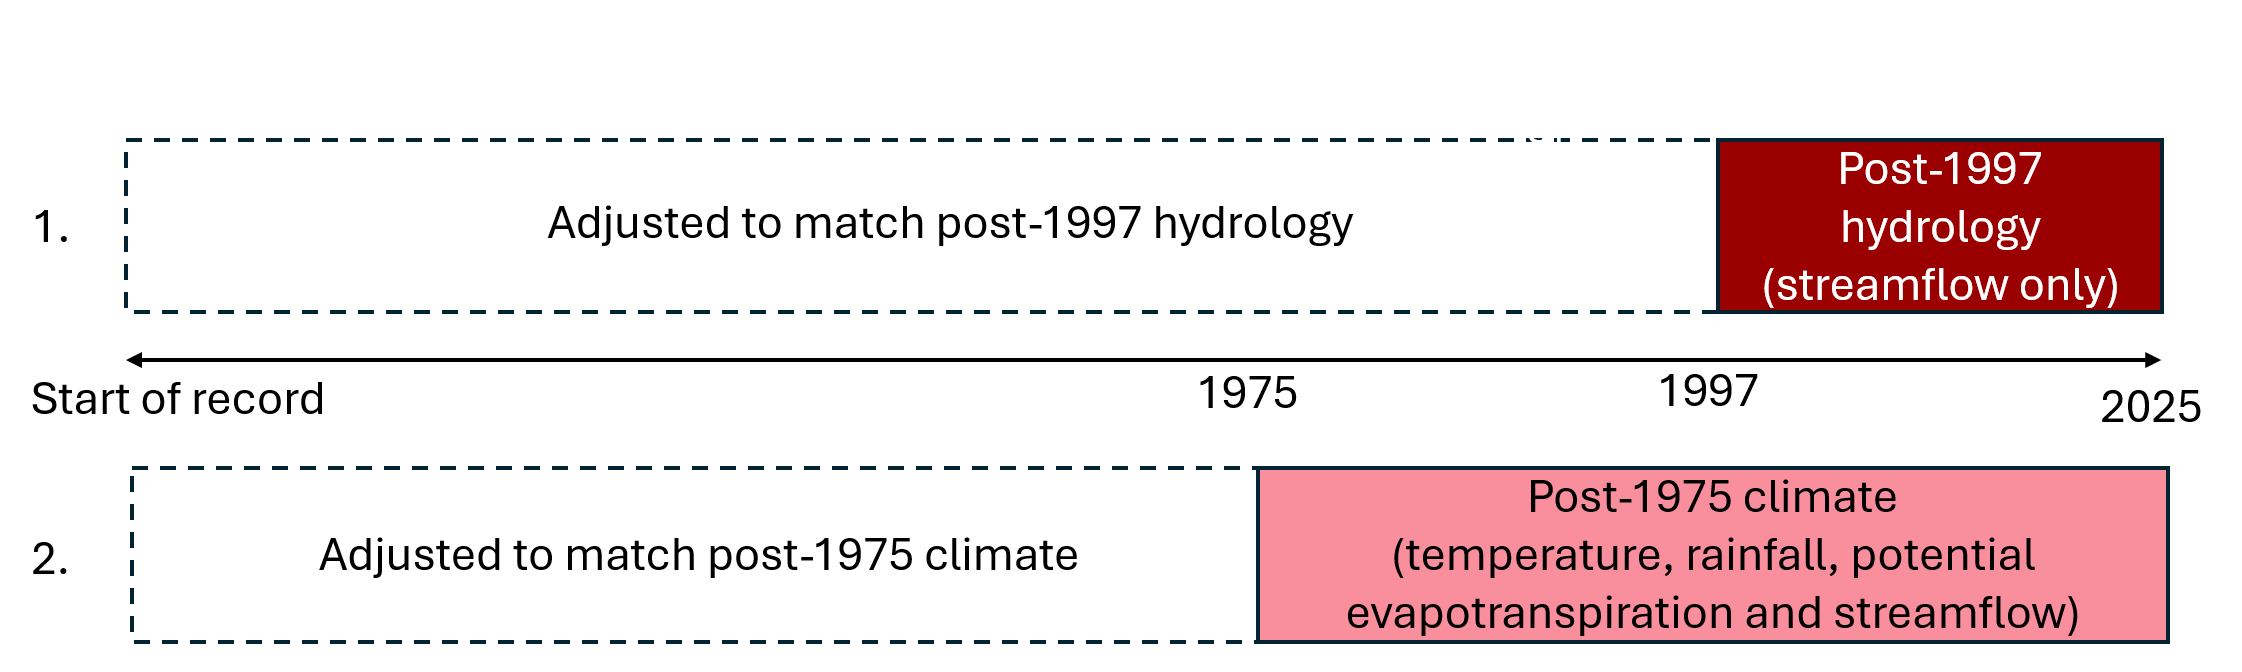 1.
Adjusted to match post-1997 hydrology
Post-1997
hydrology
(streamflow only)
Start of record
1975
1997
2025
2.
Adjusted to match post-1975 climate
Post-1975 climate
(temperature, rainfall, potential
evapotranspiration and streamflow)